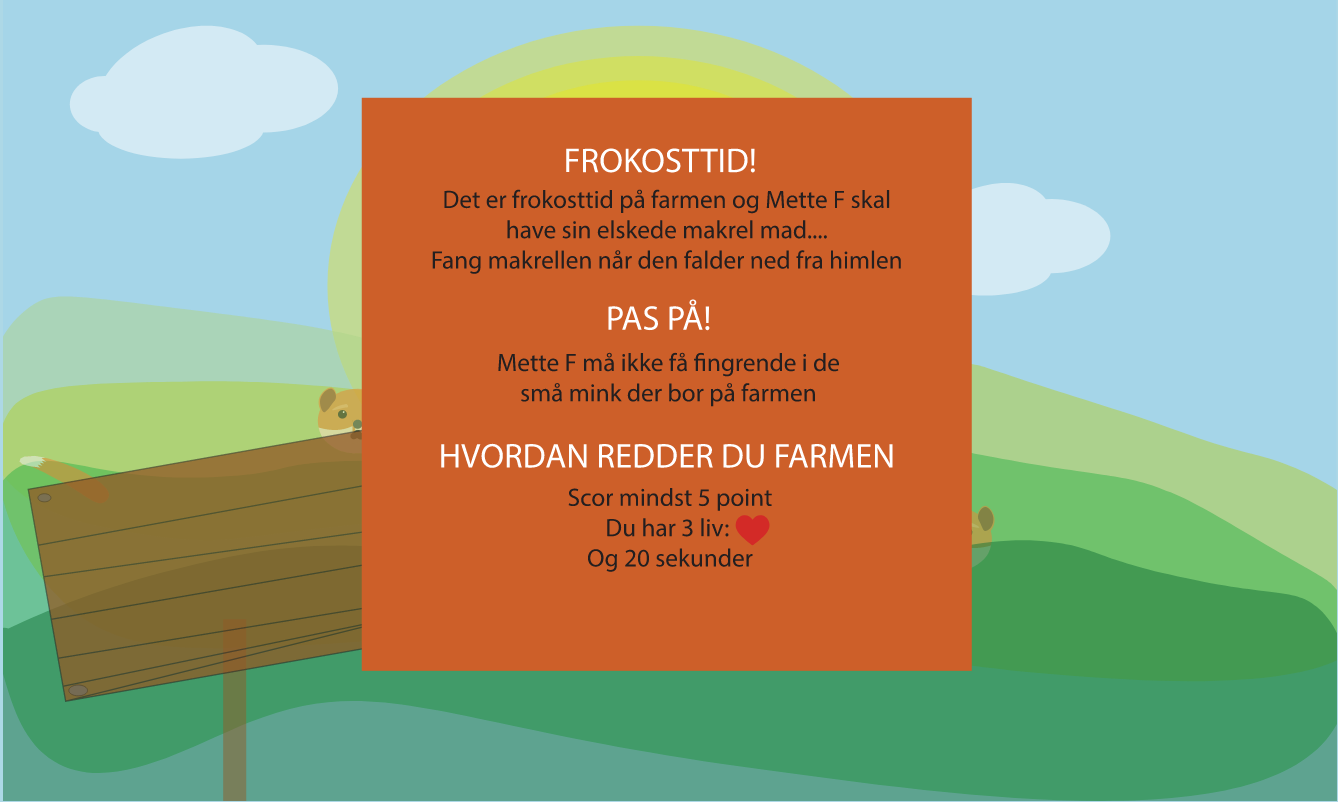 FROKOSTTID!
Det er frokosttid på farmen og Mette F skal
have sin elskede makrel mad....
Fang makrellen når den falder ned fra himlen
PAS PÅ!
Mette F må ikke få fingrende i de
små mink der bor på farmen
HVORDAN REDDER DU FARMEN
Scor mindst 5 point
Du har 3 liv:
Og 20 sekunder